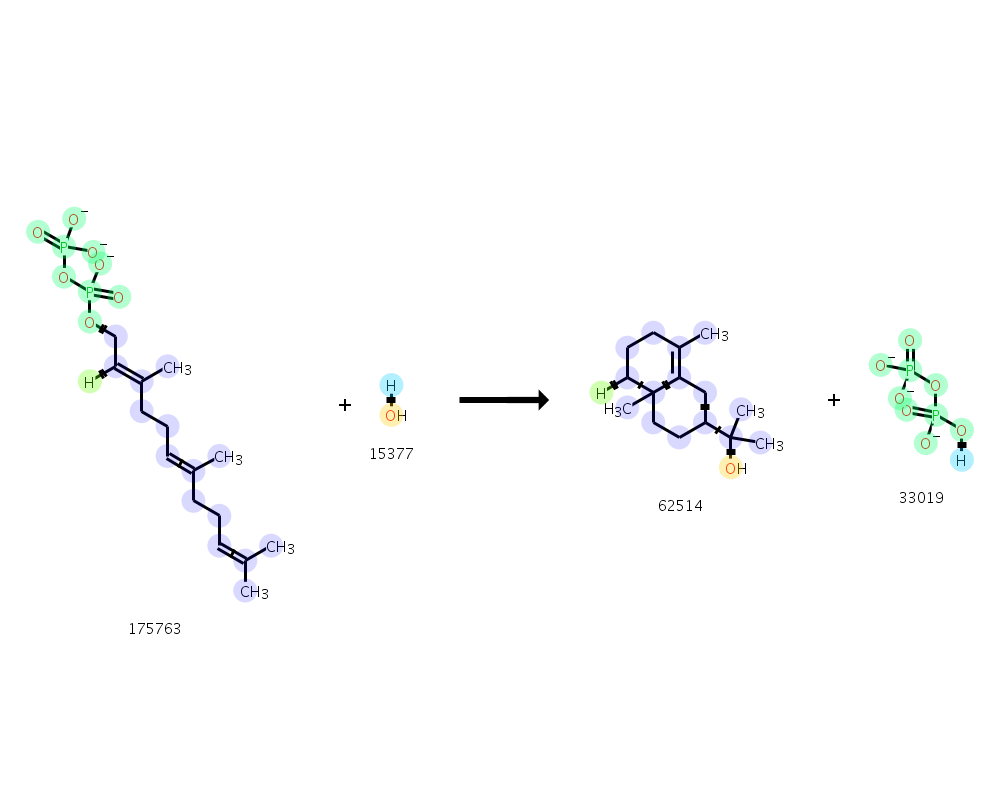 O⁻
O P O⁻
O⁻
O P O
O
H CH₃
CH₃
CH₃
CH₃
175763
+
H
OH
15377
CH₃
H
H₃C CH₃
CH₃
OH
62514
+
O
O⁻ P O
O⁻
O P O
O⁻
H
33019